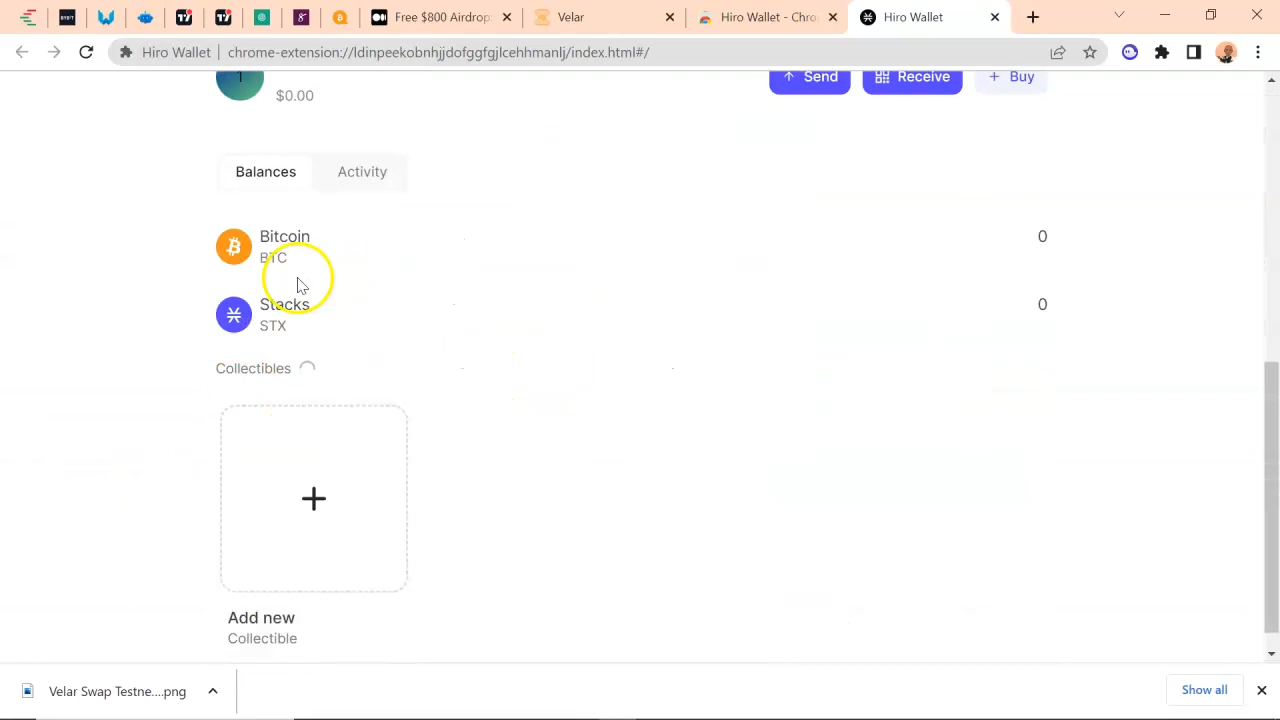 BYBIT
Free $800 Airdrop
Velar
Hiro Wallet - Chro
Hiro Wallet
Hiro Wallet
chrome-extension://ldinpeekobnhjjdofggfgjlcehhmanlj/index.html#/
1
$0.00
Send
Receive
Buy
Balances
Activity
Bitcoin
0
BTC
Stacks
0
STX
Collectibles
Add new
Collectible
Velar Swap Testne....png
Show all